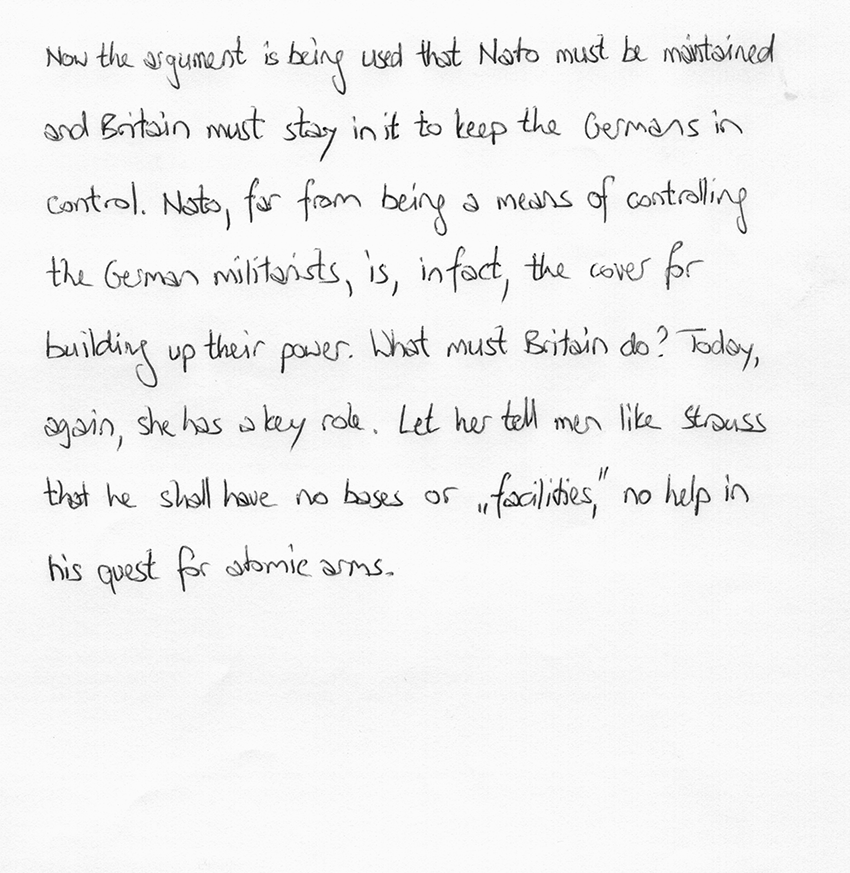 Now the argument is being used that Nato must be maintained
and Britain must stay in it to keep the Germans in
control. Nato, far from being a means of controlling
the German militarists, is, in fact, the cover for
building up their power. What must Britain do? Today,
again, she has a key role. Let her tell men like Strauss
that he shall have no bases or „facilities," no help in
his quest for atomic arms.